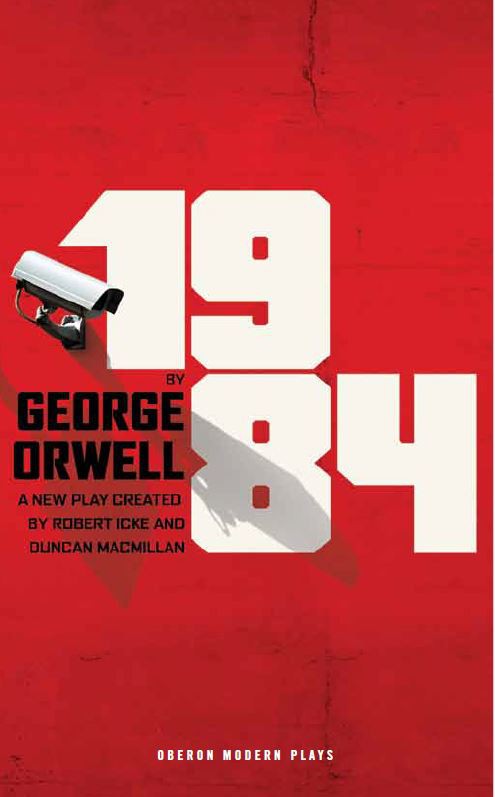 19
84
BY
GEORGE
ORWELL
A NEW PLAY CREATED
BY ROBERT ICKE AND
DUNCAN MACMILLAN
OBERON MODERN PLAYS